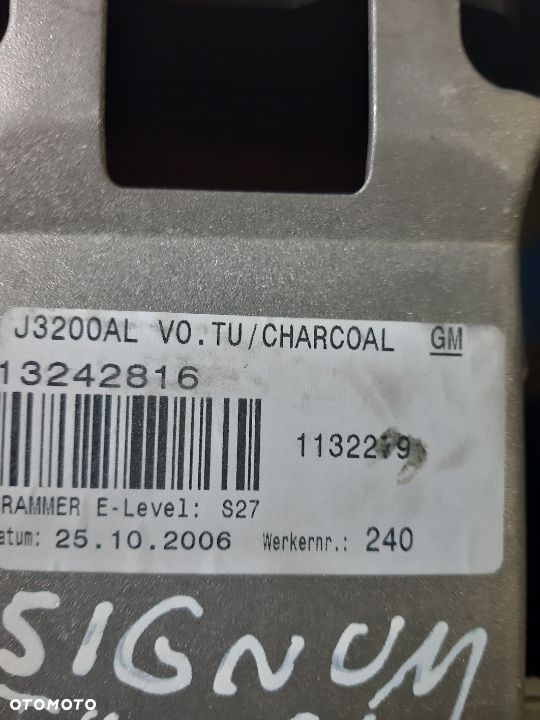 J3200AL VO.TU/CHARCOAL GM
13242816
RAMMER E-Level: S27
atum: 25.10.2006 Werkernr.: 240
SIGNUM
OTOMOTO